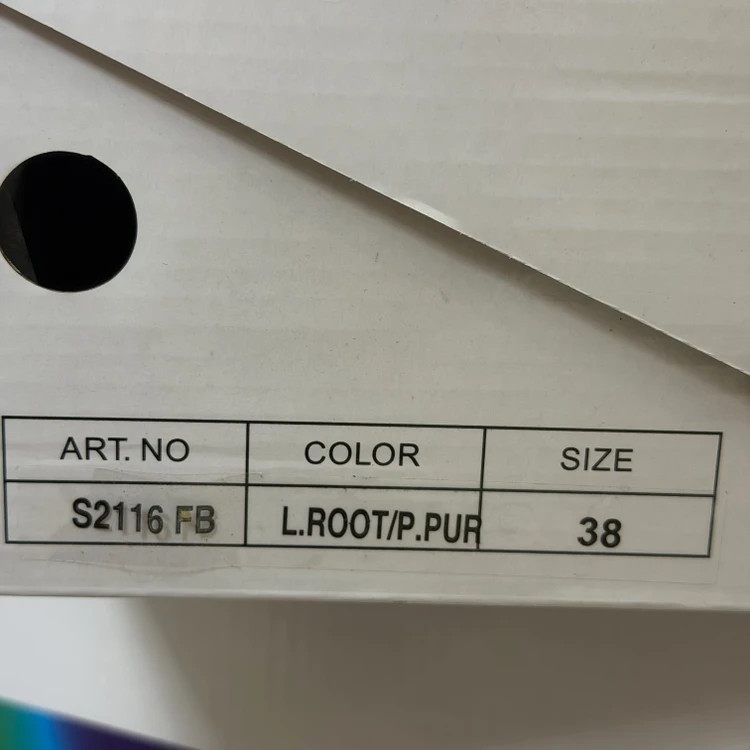 ART. NO COLOR SIZE
S2116 FB L.ROOT/P.PUR 38